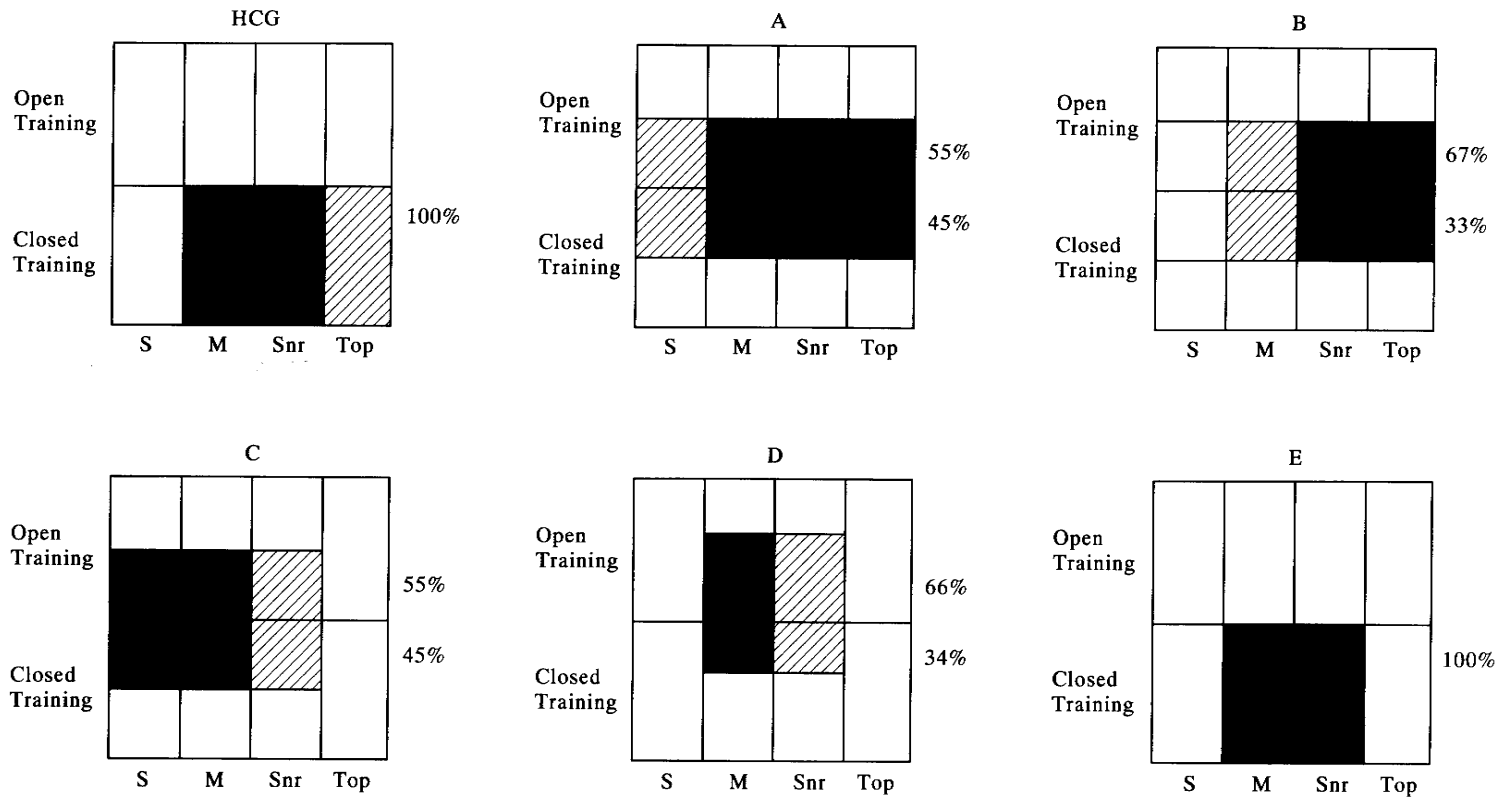 HCG
Open
Training
Closed
Training
100%
S M Snr Top
A
Open
Training
Closed
Training
55%
45%
S M Snr Top
B
Open
Training
Closed
Training
67%
33%
S M Snr Top
C
Open
Training
Closed
Training
55%
45%
S M Snr Top
D
Open
Training
Closed
Training
66%
34%
S M Snr Top
E
Open
Training
Closed
Training
100%
S M Snr Top